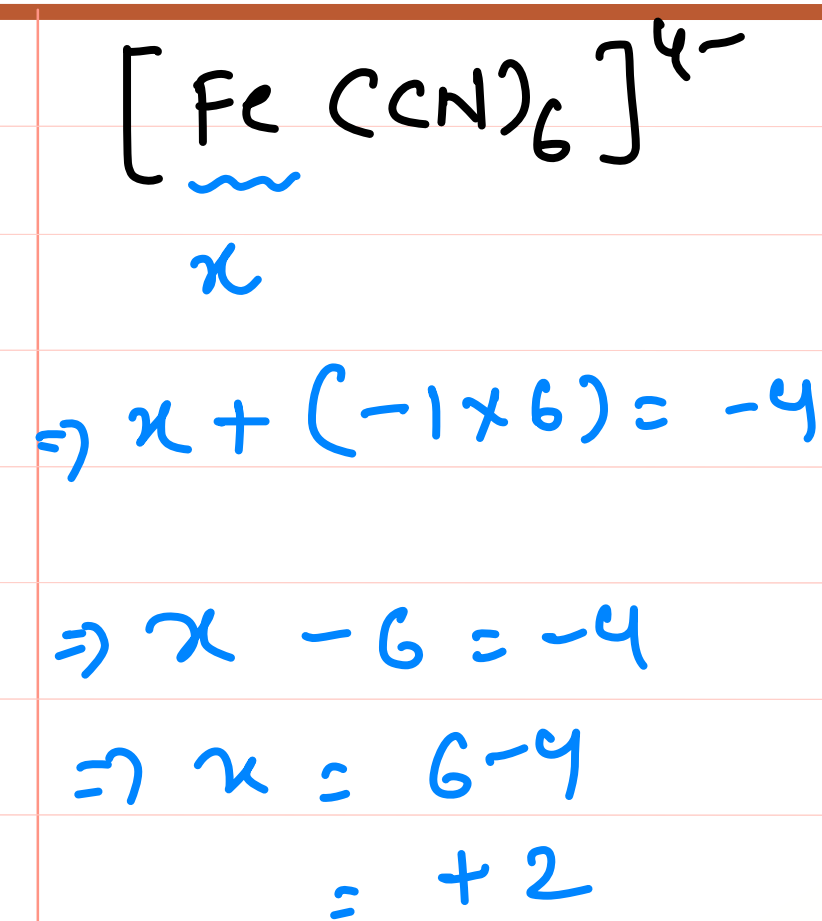 [Fe(CN)₆]⁴⁻
x
⇒ x + (-1×6) = -4
⇒ x - 6 = -4
⇒ x = 6-4
= +2